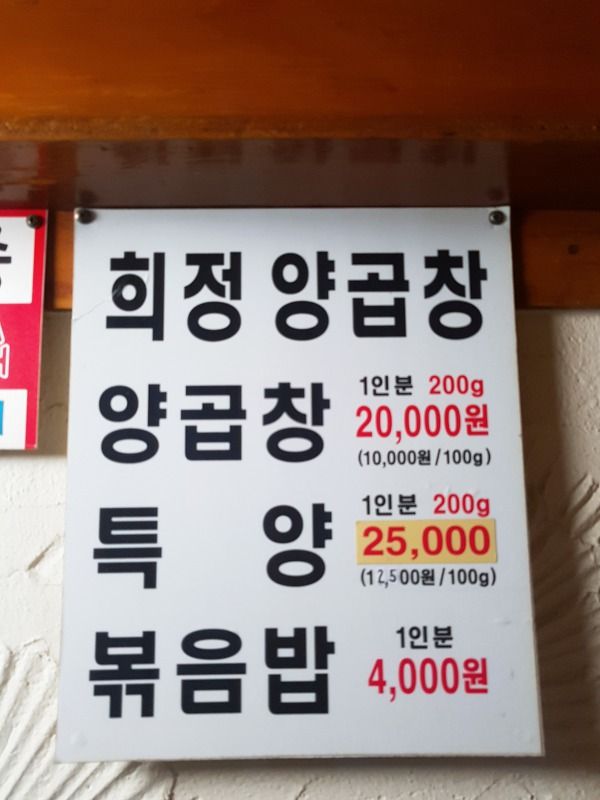 희정 양곱창
양곱창 1인분 200g
20,000원
(10,000원/100g)
특 양 1인분 200g
25,000
(12,500원/100g)
볶음밥 1인분
4,000원